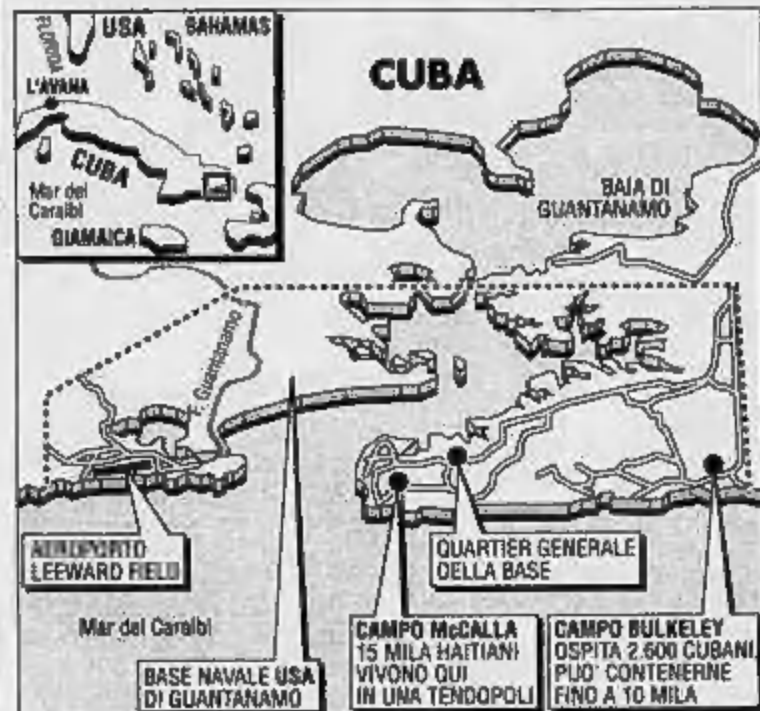 USA
BAHAMAS
FLORIDA
L'AVANA
CUBA
Mar dei
Caraibi
GIAMAICA
CUBA
BAIA DI
GUANTANAMO
F. Guantanamo
AEROPORTO
LEEWARD FIELD
Mar dei Caraibi
BASE NAVALE USA
DI GUANTANAMO
QUARTIER GENERALE
DELLA BASE
CAMPO McCALLA
15 MILA HAITIANI
VIVONO QUI
IN UNA TENDOPOLI
CAMPO BULKELEY
OSPITA 2.600 CUBANI,
PUO' CONTENERNE
FINO A 10 MILA